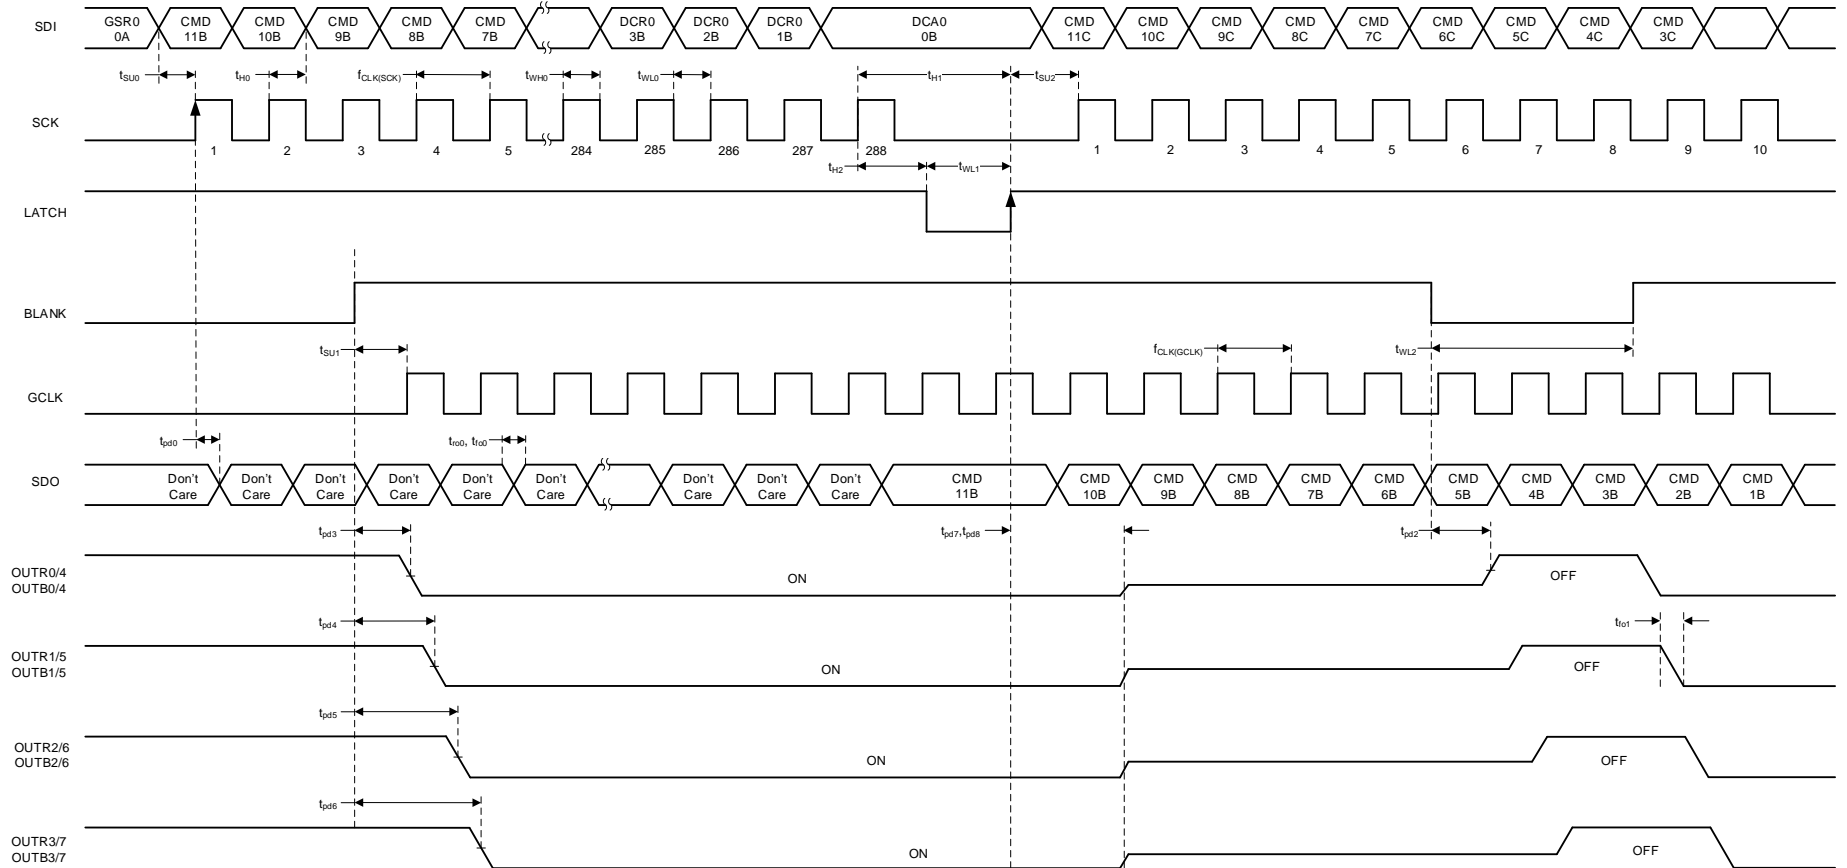 SDI
GSR0
0A
CMD
11B
CMD
10B
CMD
9B
CMD
8B
CMD
7B
DCR0
3B
DCR0
2B
DCR0
1B
DCA0
0B
CMD
11C
CMD
10C
CMD
9C
CMD
8C
CMD
7C
CMD
6C
CMD
5C
CMD
4C
CMD
3C
tSU0
tH0
fCLK(SCK)
tWH0
tWL0
tH1
tSU2
SCK
1
2
3
4
5
284
285
286
287
288
1
2
3
4
5
6
7
8
9
10
tH2
tWL1
LATCH
BLANK
tSU1
fCLK(GCLK)
tWL2
GCLK
tpd0
tro0, tfo0
SDO
Don't
Care
Don't
Care
Don't
Care
Don't
Care
Don't
Care
Don't
Care
Don't
Care
Don't
Care
Don't
Care
CMD
11B
CMD
10B
CMD
9B
CMD
8B
CMD
7B
CMD
6B
CMD
5B
CMD
4B
CMD
3B
CMD
2B
CMD
1B
tpd3
tpd7,tpd8
tpd2
OUTR0/4
OUTB0/4
ON
OFF
tpd4
tfo1
OUTR1/5
OUTB1/5
ON
OFF
tpd5
OUTR2/6
OUTB2/6
ON
OFF
tpd6
OUTR3/7
OUTB3/7
ON
OFF